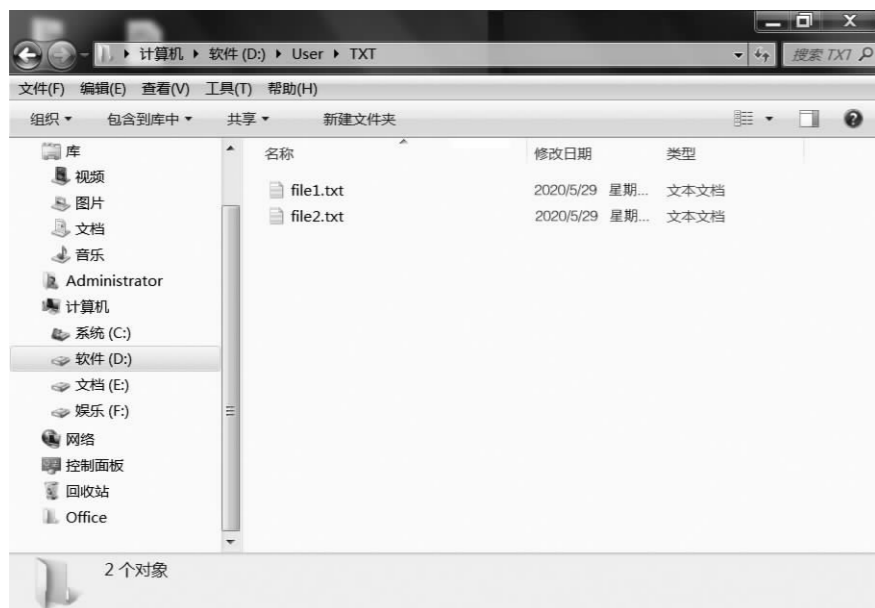 计算机 ▸ 软件 (D:) ▸ User ▸ TXT
搜索 TXT
文件(F) 编辑(E) 查看(V) 工具(T) 帮助(H)
组织 包含到库中 共享 新建文件夹
库
视频
图片
文档
音乐
Administrator
计算机
系统 (C:)
软件 (D:)
文档 (E:)
娱乐 (F:)
网络
控制面板
回收站
Office
名称 修改日期 类型
file1.txt 2020/5/29 星期... 文本文档
file2.txt 2020/5/29 星期... 文本文档
2 个对象